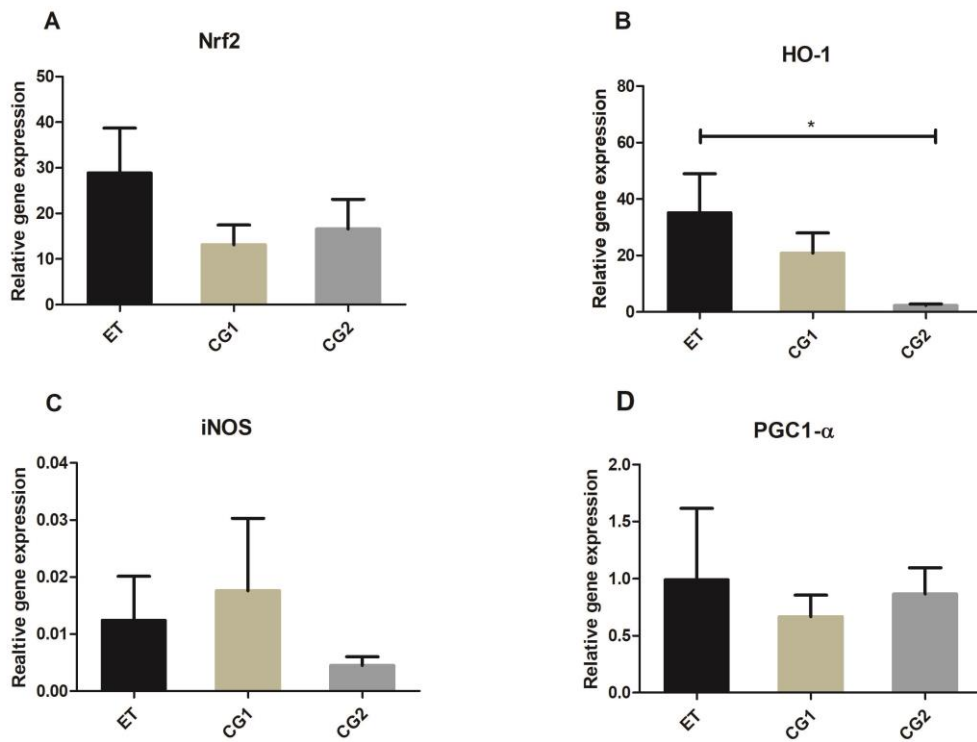 A
Nrf2
Relative gene expression
50
40
30
20
10
0
ET
CG1
CG2
B
HO-1
Relative gene expression
80
60
40
20
0
*
ET
CG1
CG2
C
iNOS
Realtive gene expression
0.04
0.03
0.02
0.01
0.00
ET
CG1
CG2
D
PGC1-α
Relative gene expression
2.0
1.5
1.0
0.5
0.0
ET
CG1
CG2